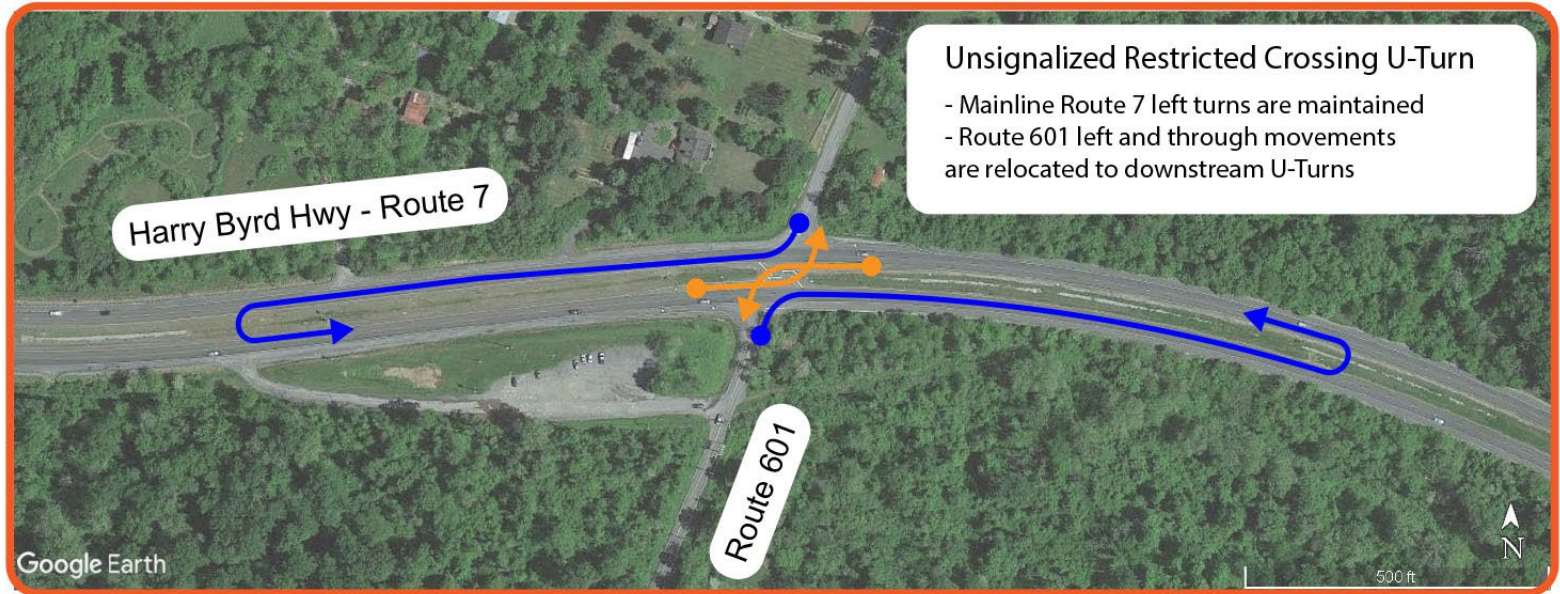 Unsignalized Restricted Crossing U-Turn
- Mainline Route 7 left turns are maintained
- Route 601 left and through movements
are relocated to downstream U-Turns
Harry Byrd Hwy - Route 7
Route 601
Google Earth
N
500 ft